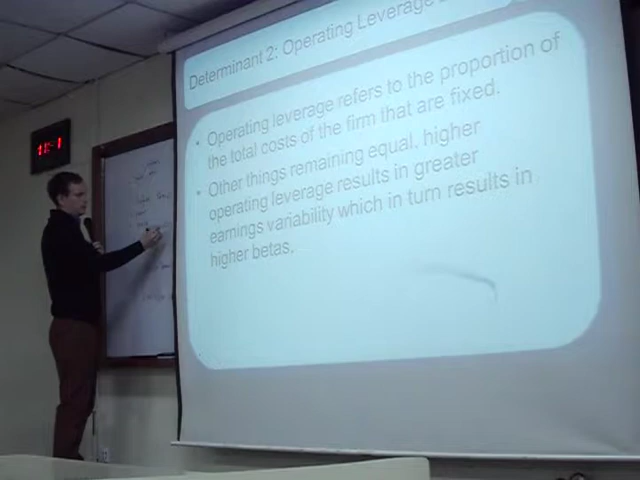 Determinant 2: Operating Leverage
Operating leverage refers to the proportion of
the total costs of the firm that are fixed.
Other things remaining equal, higher
operating leverage results in greater
earnings variability which in turn results in
higher betas.